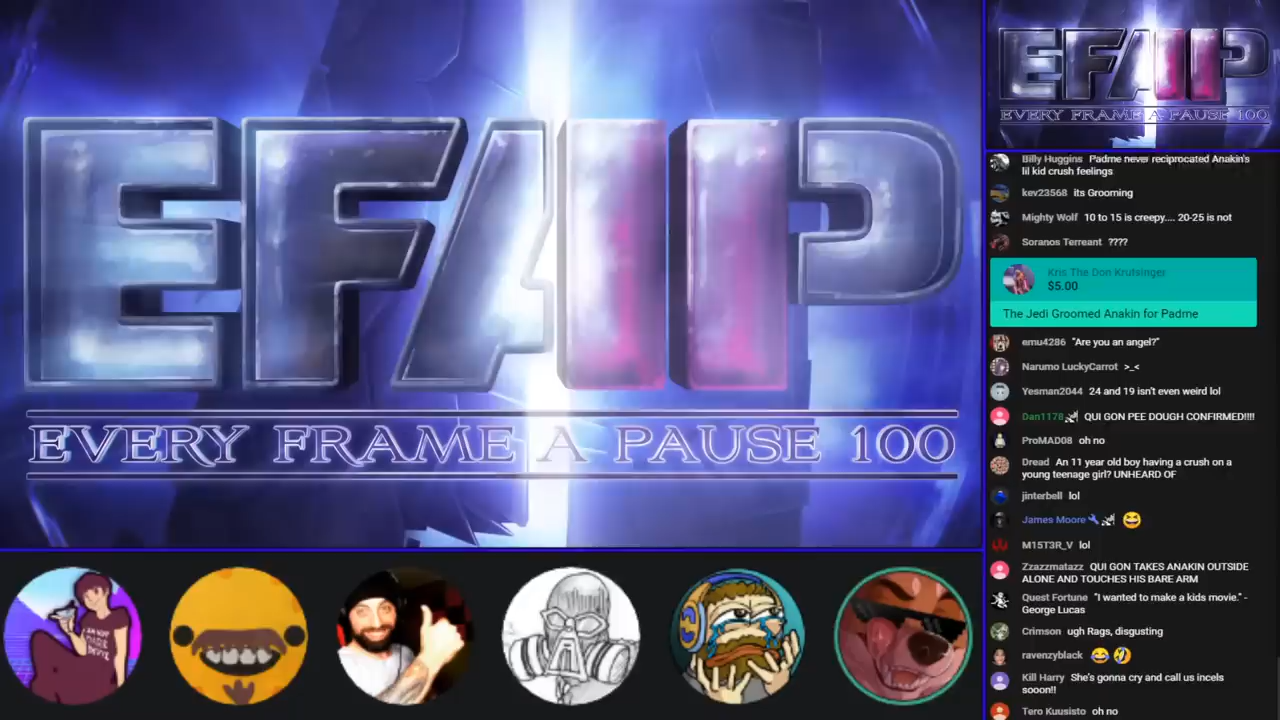 EFAIIP
EVERY FRAME A PAUSE 100
EFAIIP
EVERY FRAME A PAUSE 100
Billy Huggins Padme never reciprocated Anakin's
lil kid crush feelings
kev23568 its Grooming
Mighty Wolf 10 to 15 is creepy.... 20-25 is not
Soranos Terreant ????
Kris The Don Krutsinger
$5.00
The Jedi Groomed Anakin for Padme
emu4286 "Are you an angel?"
Narumo LuckyCarrot >_<
Yesman2044 24 and 19 isn't even weird lol
Dan1178 QUI GON PEE DOUGH CONFIRMED!!!!
ProMAD08 oh no
Dread An 11 year old boy having a crush on a
young teenage girl? UNHEARD OF
jinterbell lol
James Moore
M15T3R_V lol
Zzazzmatazz QUI GON TAKES ANAKIN OUTSIDE
ALONE AND TOUCHES HIS BARE ARM
Quest Fortune "I wanted to make a kids movie." -
George Lucas
Crimson ugh Rags, disgusting
ravenzyblack
Kill Harry She's gonna cry and call us incels
sooon!!
Tero Kuusisto oh no